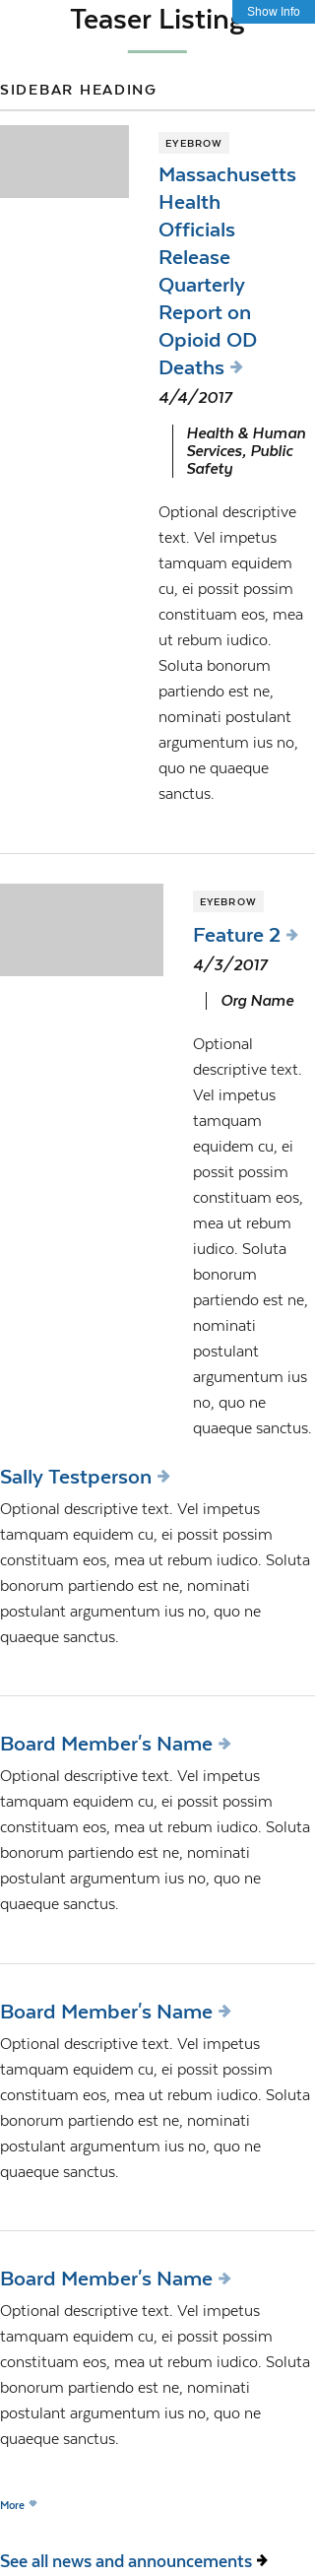 Teaser Listing
Show Info
SIDEBAR HEADING
EYEBROW
Massachusetts
Health
Officials
Release
Quarterly
Report on
Opioid OD
Deaths
4/4/2017
Health & Human
Services, Public
Safety
Optional descriptive
text. Vel impetus
tamquam equidem
cu, ei possit possim
constituam eos, mea
ut rebum iudico.
Soluta bonorum
partiendo est ne,
nominati postulant
argumentum ius no,
quo ne quaeque
sanctus.
EYEBROW
Feature 2
4/3/2017
Org Name
Optional
descriptive text.
Vel impetus
tamquam
equidem cu, ei
possit possim
constituam eos,
mea ut rebum
iudico. Soluta
bonorum
partiendo est ne,
nominati
postulant
argumentum ius
no, quo ne
quaeque sanctus.
Sally Testperson
Optional descriptive text. Vel impetus
tamquam equidem cu, ei possit possim
constituam eos, mea ut rebum iudico. Soluta
bonorum partiendo est ne, nominati
postulant argumentum ius no, quo ne
quaeque sanctus.
Board Member's Name
Optional descriptive text. Vel impetus
tamquam equidem cu, ei possit possim
constituam eos, mea ut rebum iudico. Soluta
bonorum partiendo est ne, nominati
postulant argumentum ius no, quo ne
quaeque sanctus.
Board Member's Name
Optional descriptive text. Vel impetus
tamquam equidem cu, ei possit possim
constituam eos, mea ut rebum iudico. Soluta
bonorum partiendo est ne, nominati
postulant argumentum ius no, quo ne
quaeque sanctus.
Board Member's Name
Optional descriptive text. Vel impetus
tamquam equidem cu, ei possit possim
constituam eos, mea ut rebum iudico. Soluta
bonorum partiendo est ne, nominati
postulant argumentum ius no, quo ne
quaeque sanctus.
More
See all news and announcements